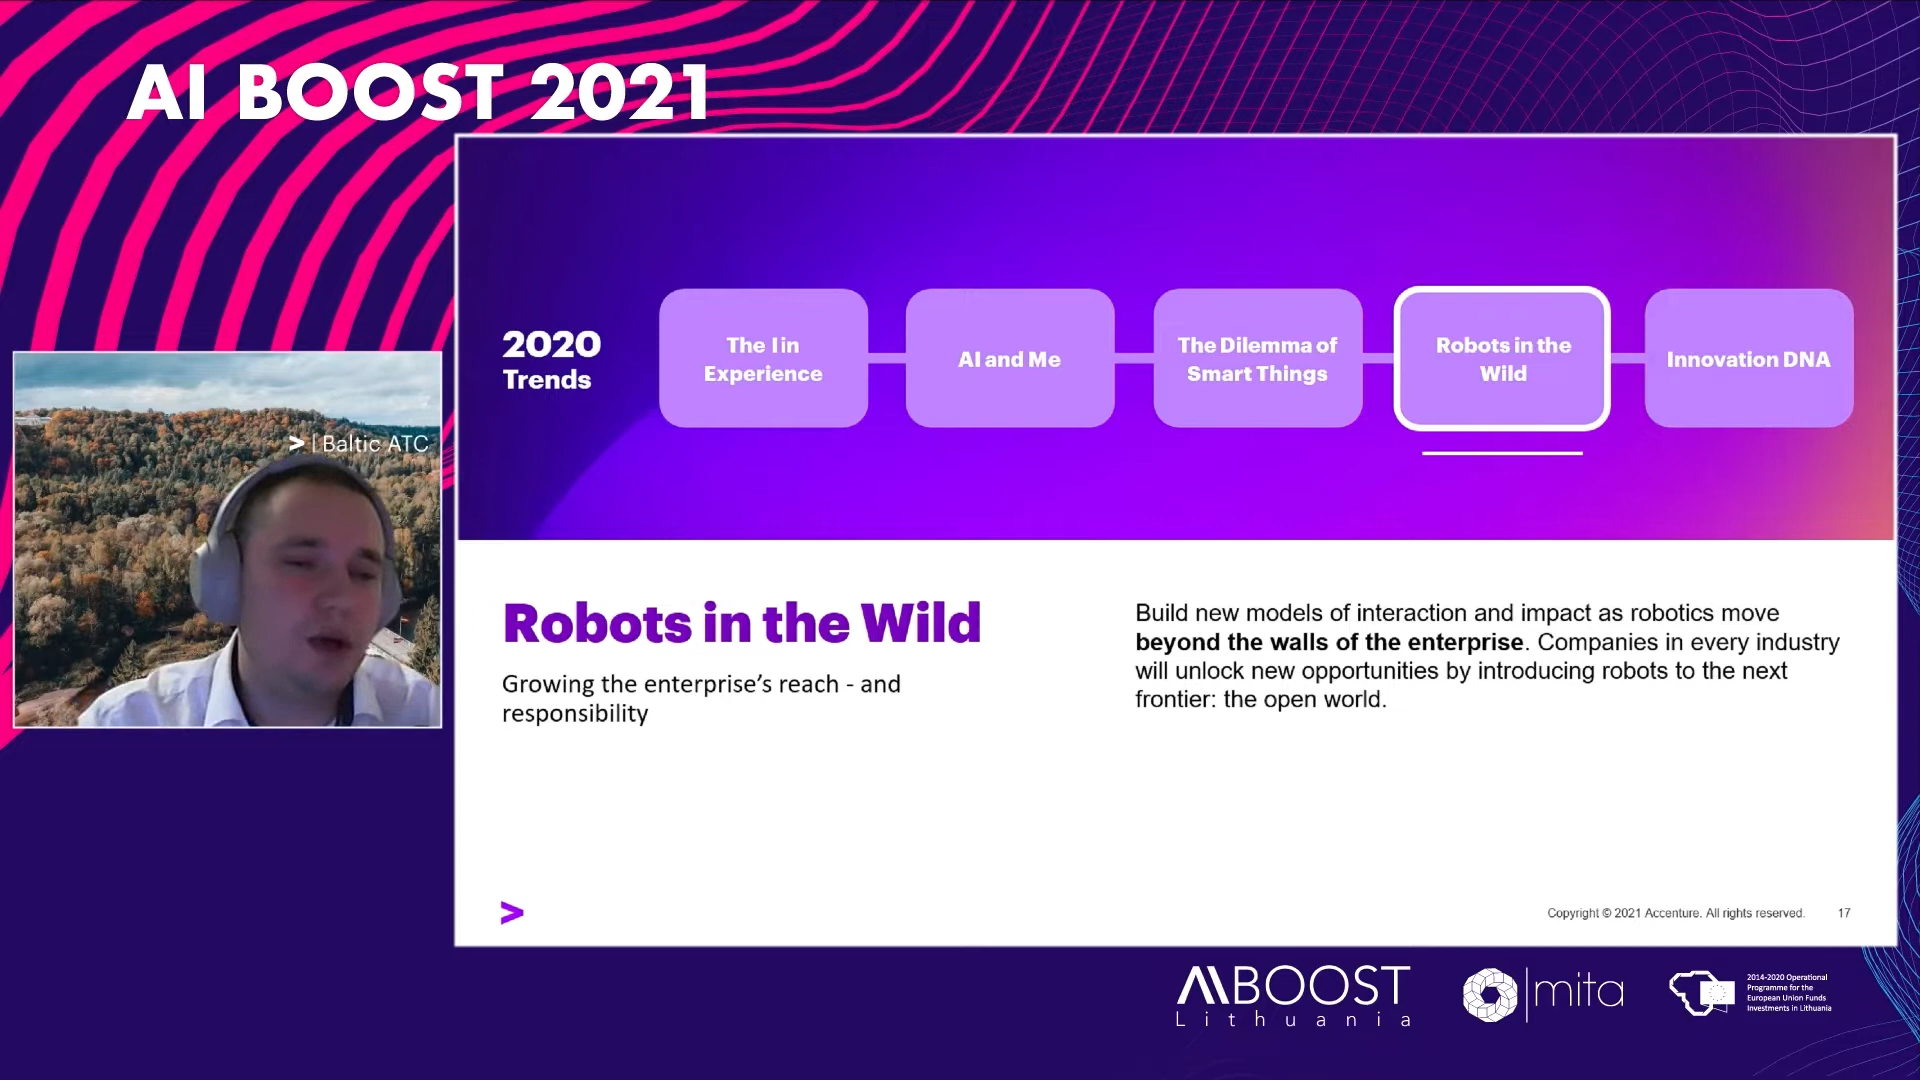 AI BOOST 2021
> | Baltic ATC
2020
Trends
The I in
Experience
AI and Me
The Dilemma of
Smart Things
Robots in the
Wild
Innovation DNA
Robots in the Wild
Growing the enterprise’s reach - and
responsibility
Build new models of interaction and impact as robotics move
beyond the walls of the enterprise. Companies in every industry
will unlock new opportunities by introducing robots to the next
frontier: the open world.
>
Copyright © 2021 Accenture. All rights reserved.
17
AI BOOST
Lithuania
mita
2014-2020 Operational
Programme for the
European Union Funds
Investments in Lithuania